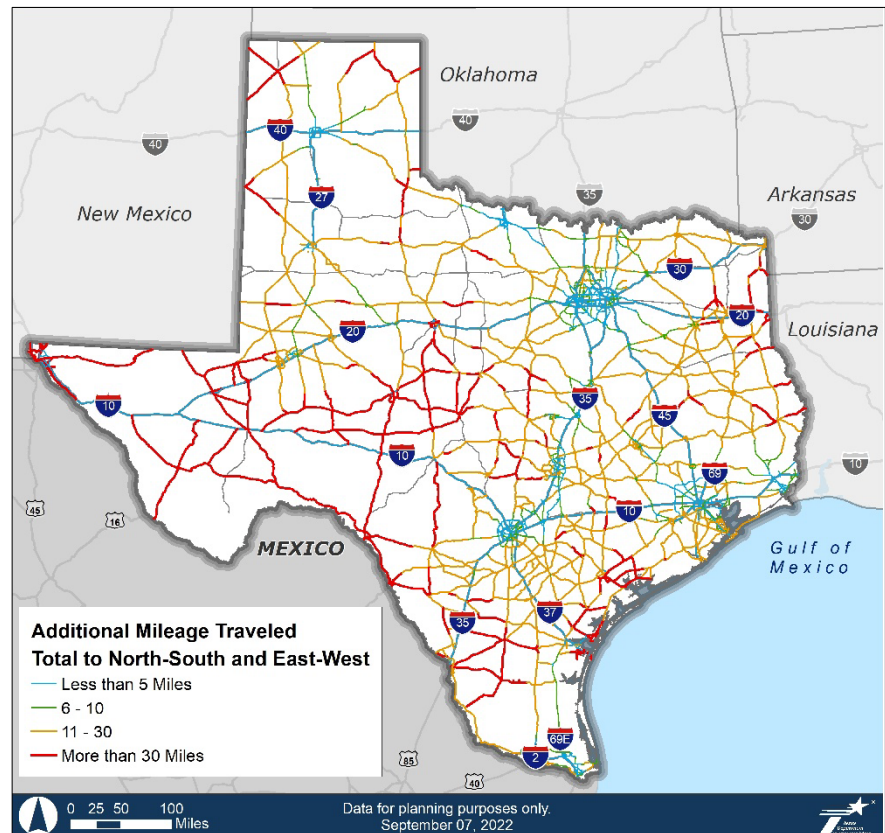 Oklahoma
40
40
40
35
Arkansas
New Mexico
27
30
30
20
20
Louisiana
10
35
45
10
69
10
10
45
16
MEXICO
Gulf of
Mexico
35
37
Additional Mileage Traveled
Total to North-South and East-West
Less than 5 Miles
6 - 10
11 - 30
More than 30 Miles
69E
2
85
40
0 25 50 100
Miles
Data for planning purposes only.
September 07, 2022